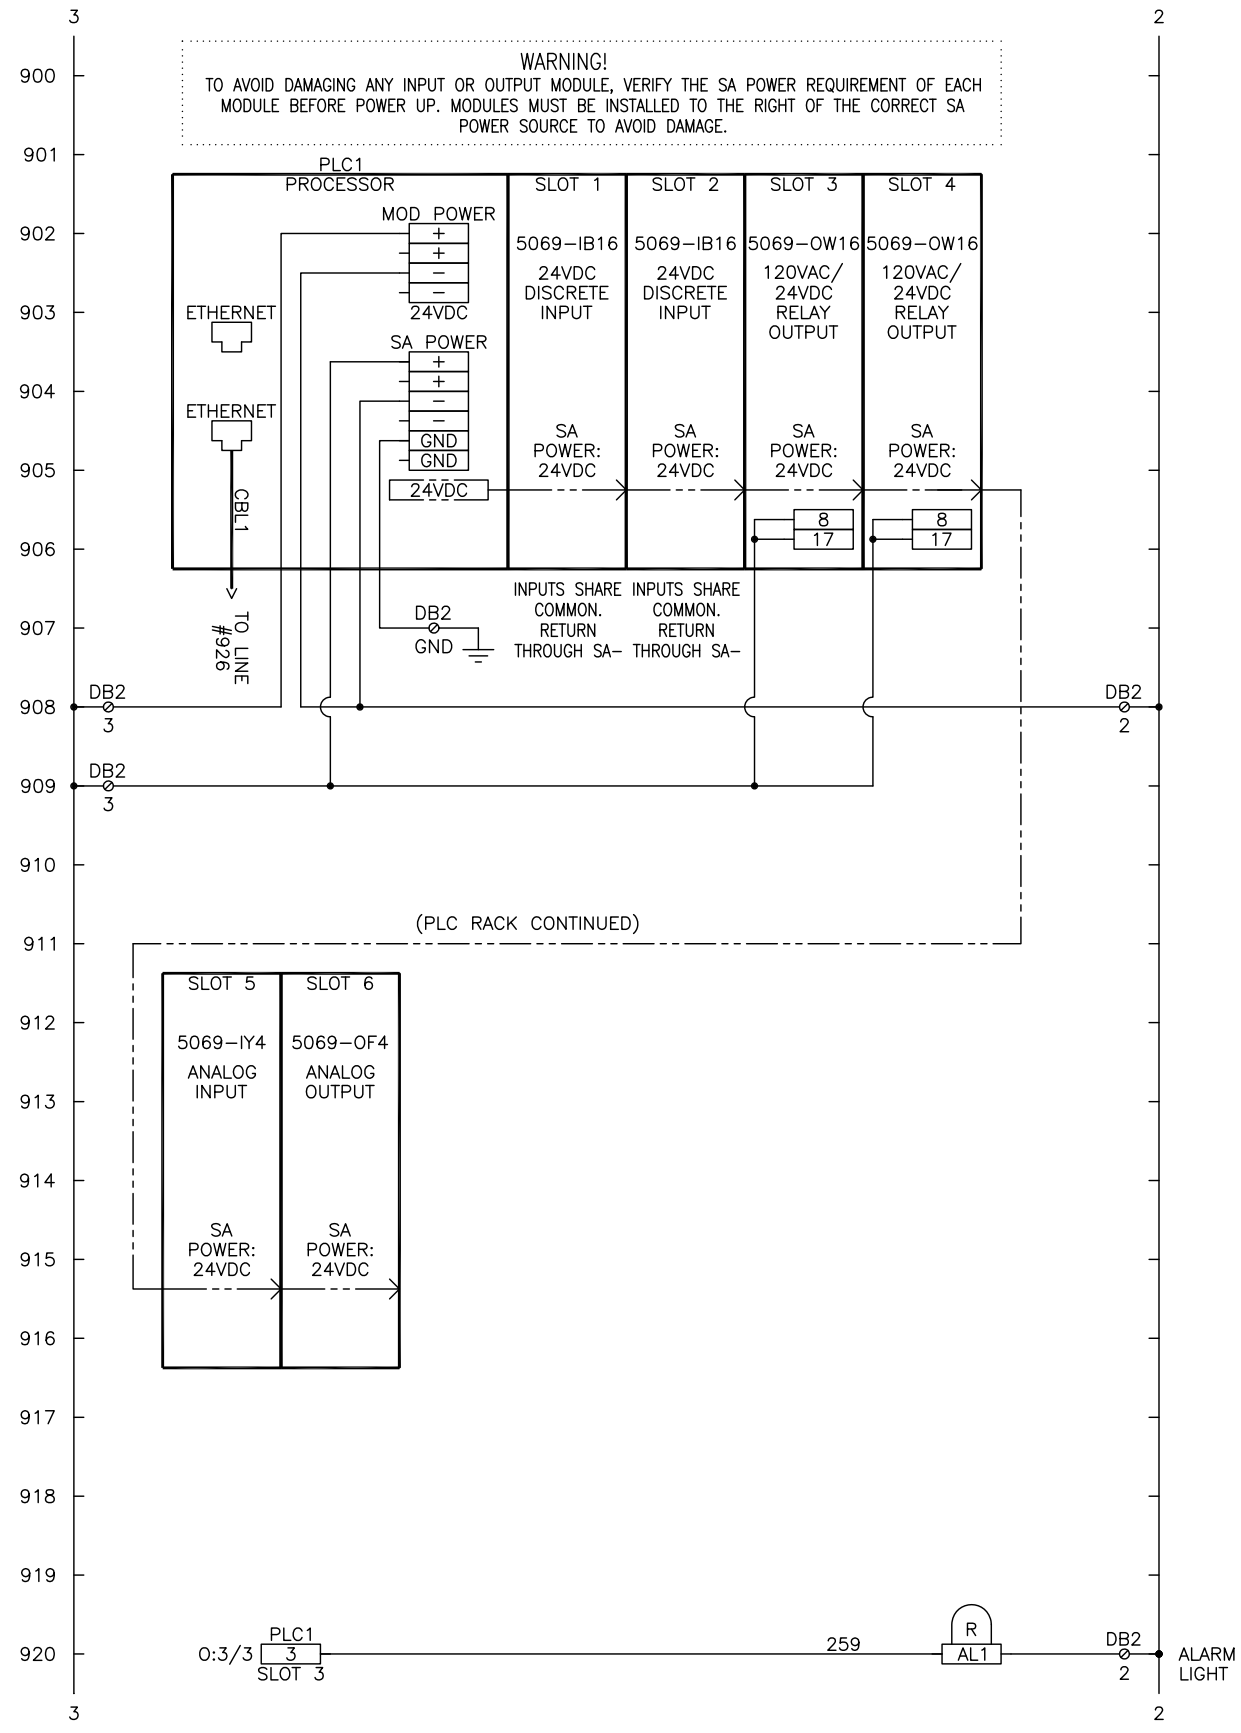 3
2
WARNING!
TO AVOID DAMAGING ANY INPUT OR OUTPUT MODULE, VERIFY THE SA POWER REQUIREMENT OF EACH
MODULE BEFORE POWER UP. MODULES MUST BE INSTALLED TO THE RIGHT OF THE CORRECT SA
POWER SOURCE TO AVOID DAMAGE.
900
901
902
903
904
905
906
907
908
909
910
911
912
913
914
915
916
917
918
919
920
PLC1
PROCESSOR
MOD POWER
+
+
−
−
24VDC
SA POWER
+
+
−
−
GND
GND
24VDC
ETHERNET
ETHERNET
CBL1
TO LINE
#926
SLOT 1
5069-IB16
24VDC
DISCRETE
INPUT
SA
POWER:
24VDC
SLOT 2
5069-IB16
24VDC
DISCRETE
INPUT
SA
POWER:
24VDC
SLOT 3
5069-OW16
120VAC/
24VDC
RELAY
OUTPUT
SA
POWER:
24VDC
8
17
SLOT 4
5069-OW16
120VAC/
24VDC
RELAY
OUTPUT
SA
POWER:
24VDC
8
17
INPUTS SHARE
COMMON.
RETURN
THROUGH SA-
INPUTS SHARE
COMMON.
RETURN
THROUGH SA-
DB2
GND
DB2
3
DB2
2
DB2
3
(PLC RACK CONTINUED)
SLOT 5
5069-IY4
ANALOG
INPUT
SA
POWER:
24VDC
SLOT 6
5069-OF4
ANALOG
OUTPUT
SA
POWER:
24VDC
O:3/3
PLC1
3
SLOT 3
259
R
AL1
DB2
2
ALARM
LIGHT
3
2